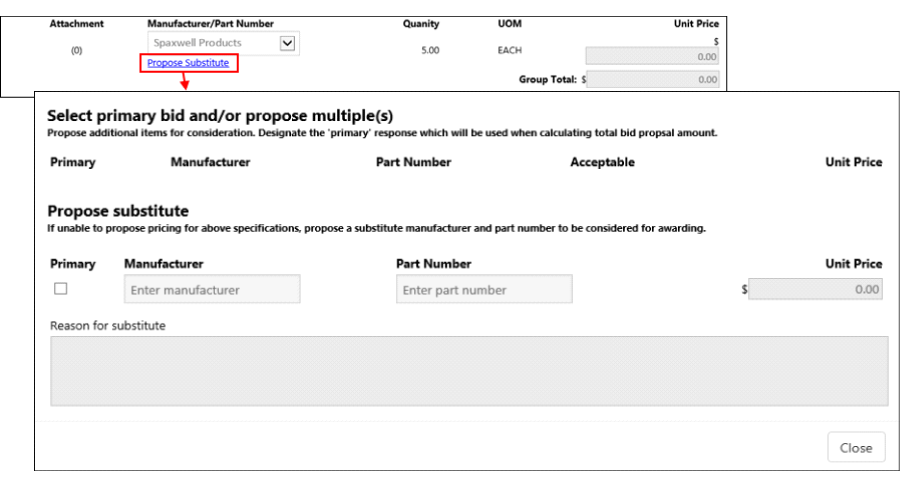 Attachment Manufacturer/Part Number Quanity UOM Unit Price
Spaxwell Products $
(0) 5.00 EACH 0.00
Propose Substitute
Group Total: $ 0.00
Select primary bid and/or propose multiple(s)
Propose additional items for consideration. Designate the 'primary' response which will be used when calculating total bid propsal amount.
Primary Manufacturer Part Number Acceptable Unit Price
Propose substitute
If unable to propose pricing for above specifications, propose a substitute manufacturer and part number to be considered for awarding.
Primary Manufacturer Part Number Unit Price
Enter manufacturer Enter part number $ 0.00
Reason for substitute
Close